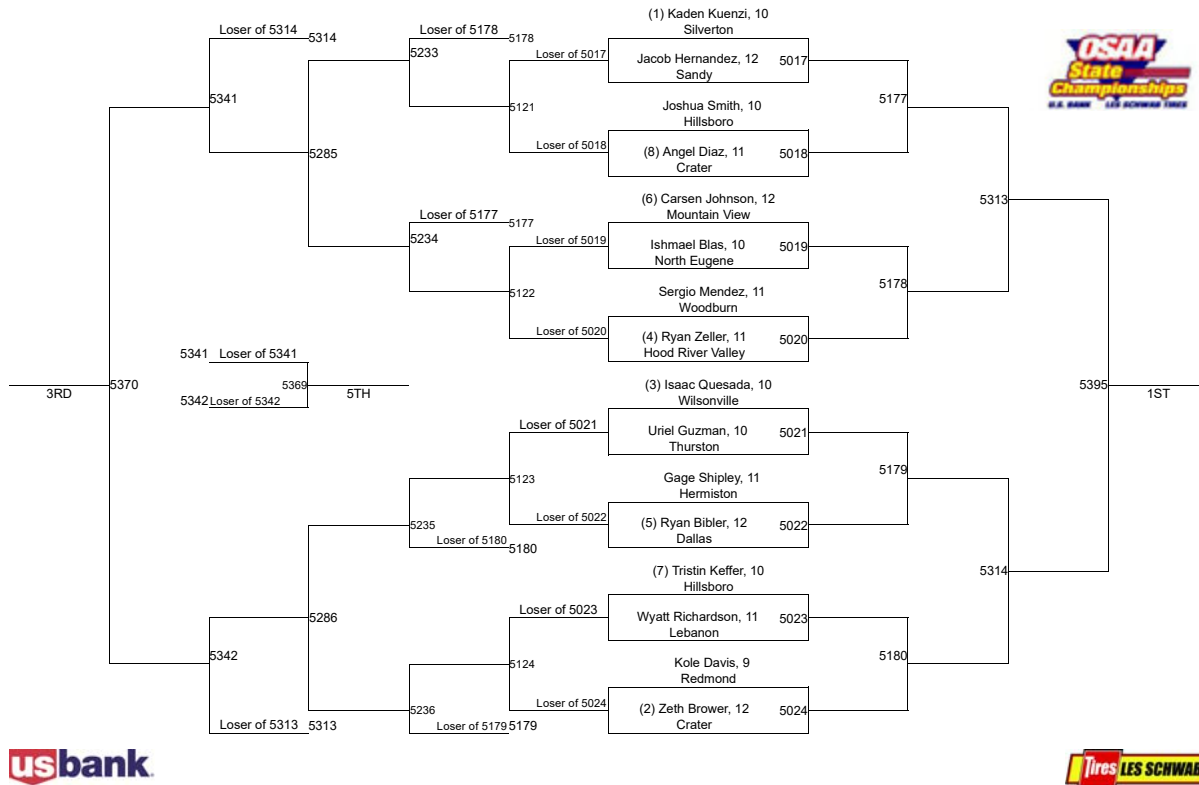 (1) Kaden Kuenzi, 10
Silverton
Loser of 5314
5314
Loser of 5178
5178
5233
Loser of 5017
Jacob Hernandez, 12
5017
Sandy
OSAA
State
Championships
U.S. BANK LES SCHWAB TIRES
5341
5121
Joshua Smith, 10
Hillsboro
5177
5285
Loser of 5018
(8) Angel Diaz, 11
5018
Crater
(6) Carsen Johnson, 12
Mountain View
5313
Loser of 5177
5177
5234
Loser of 5019
Ishmael Blas, 10
5019
North Eugene
5122
Sergio Mendez, 11
Woodburn
5178
Loser of 5020
(4) Ryan Zeller, 11
5020
Hood River Valley
5341
Loser of 5341
5370
3RD
5369
5TH
5342
Loser of 5342
(3) Isaac Quesada, 10
Wilsonville
5395
1ST
Loser of 5021
Uriel Guzman, 10
5021
Thurston
5123
Gage Shipley, 11
Hermiston
5179
5235
Loser of 5022
(5) Ryan Bibler, 12
5022
Dallas
Loser of 5180
5180
(7) Tristin Keffer, 10
Hillsboro
5314
5286
Loser of 5023
Wyatt Richardson, 11
5023
Lebanon
5342
5124
Kole Davis, 9
Redmond
5180
5236
Loser of 5024
(2) Zeth Brower, 12
5024
Crater
Loser of 5313
5313
Loser of 5179
5179
usbank.
Tires LES SCHWAB